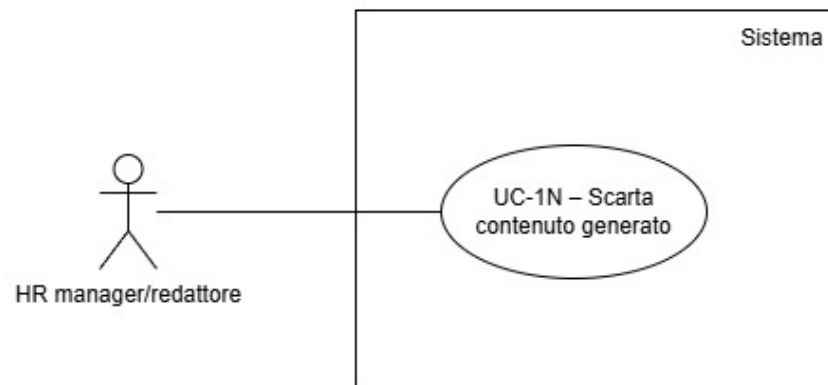 Sistema
UC-1N – Scarta
contenuto generato
HR manager/redattore